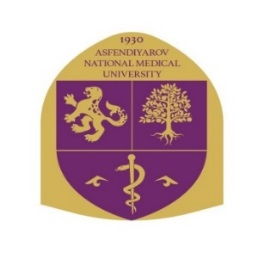 1930
ASFENDIYAROV
NATIONAL MEDICAL
UNIVERSITY